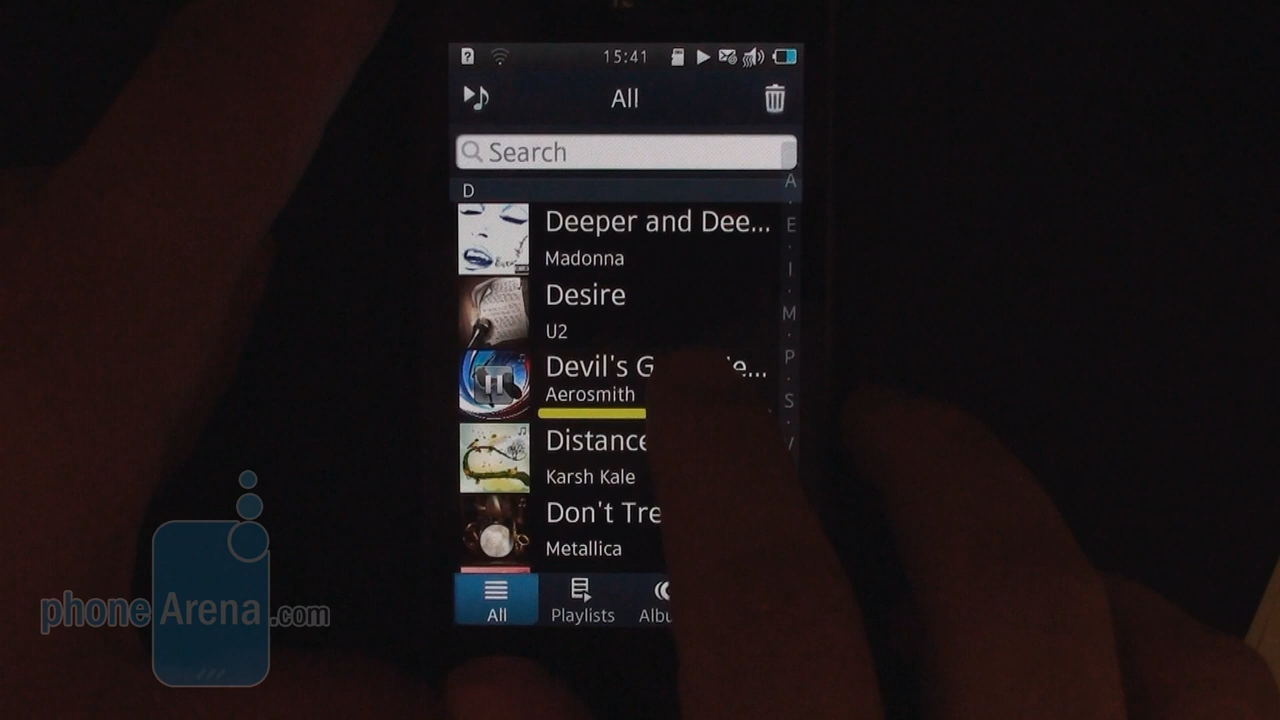 15:41
All
Search
D
A
Deeper and Dee...
E
Madonna
I
Desire
M
U2
Devil's G
e...
P
Aerosmith
S
Distance
V
Karsh Kale
Don't Tre
Metallica
All
Playlists
Albu
phoneArena.com